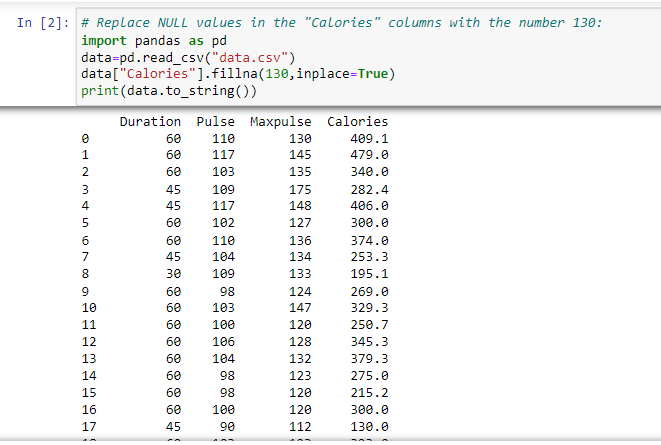 In [2]: # Replace NULL values in the "Calories" columns with the number 130:
import pandas as pd
data=pd.read_csv("data.csv")
data["Calories"].fillna(130,inplace=True)
print(data.to_string())
Duration Pulse Maxpulse Calories
0 60 110 130 409.1
1 60 117 145 479.0
2 60 103 135 340.0
3 45 109 175 282.4
4 45 117 148 406.0
5 60 102 127 300.0
6 60 110 136 374.0
7 45 104 134 253.3
8 30 109 133 195.1
9 60 98 124 269.0
10 60 103 147 329.3
11 60 100 120 250.7
12 60 106 128 345.3
13 60 104 132 379.3
14 60 98 123 275.0
15 60 98 120 215.2
16 60 100 120 300.0
17 45 90 112 130.0